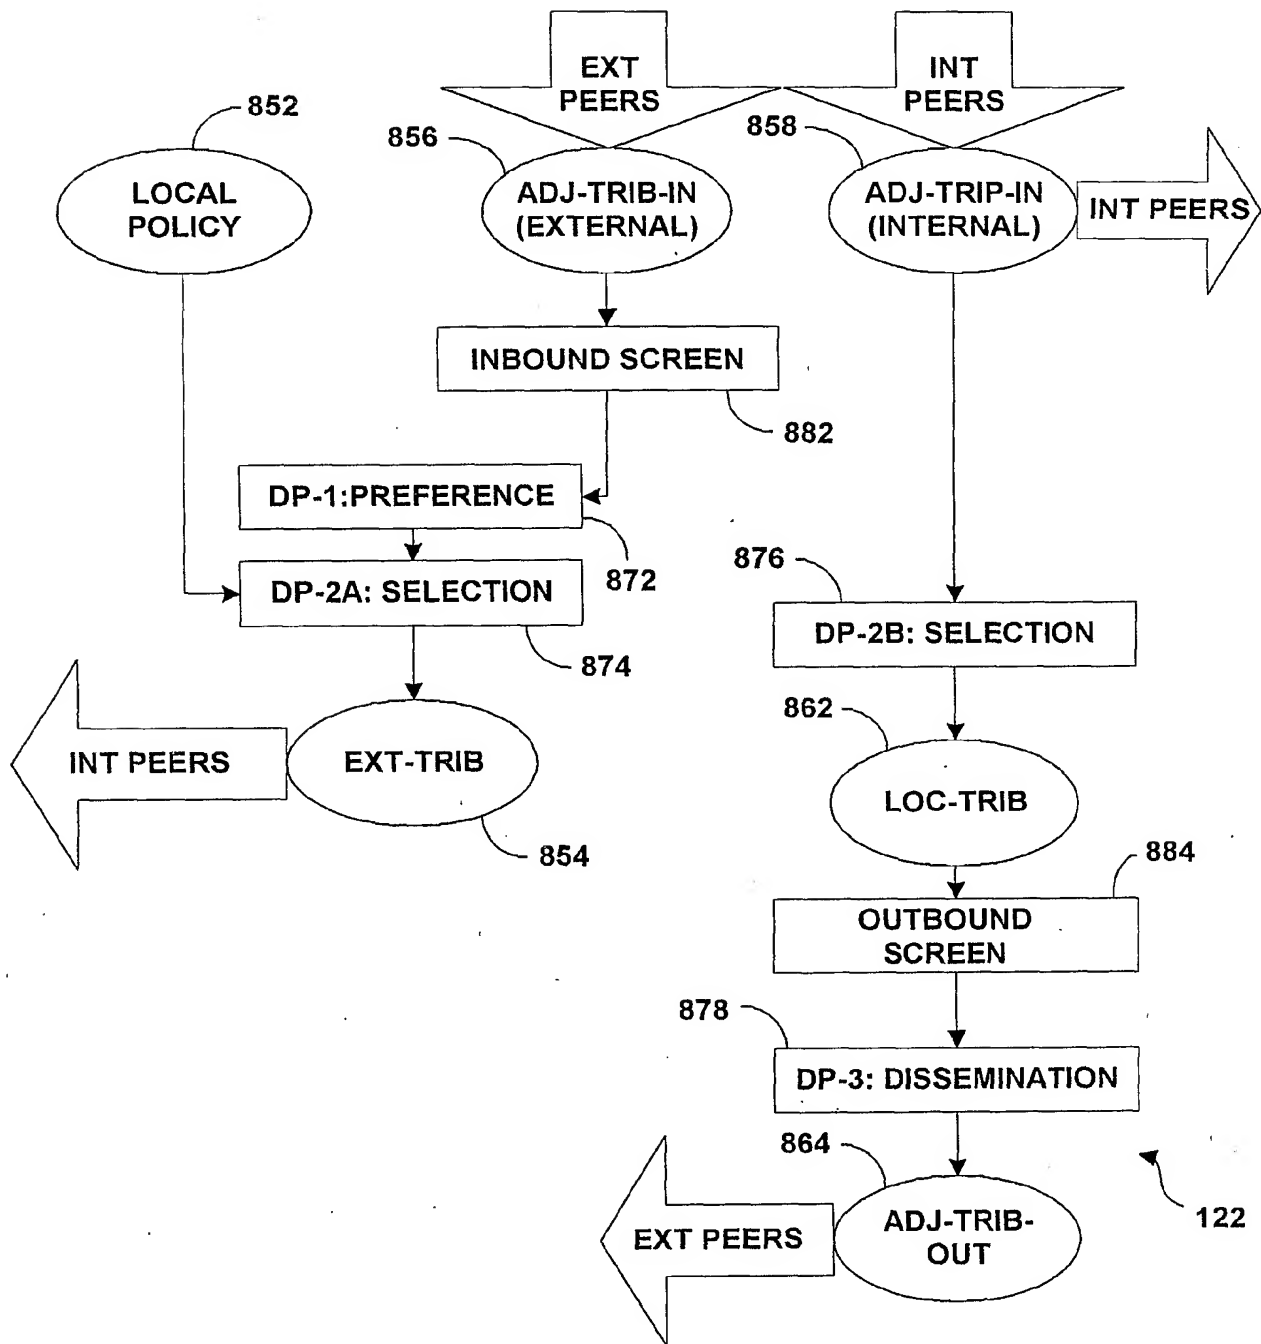 EXT
PEERS
INT
PEERS
852
856
858
LOCAL
POLICY
ADJ-TRIB-IN
(EXTERNAL)
ADJ-TRIP-IN
(INTERNAL)
INT PEERS
INBOUND SCREEN
882
DP-1:PREFERENCE
872
DP-2A: SELECTION
874
876
DP-2B: SELECTION
862
INT PEERS
EXT-TRIB
854
LOC-TRIB
884
OUTBOUND
SCREEN
878
DP-3: DISSEMINATION
864
EXT PEERS
ADJ-TRIB-
OUT
122